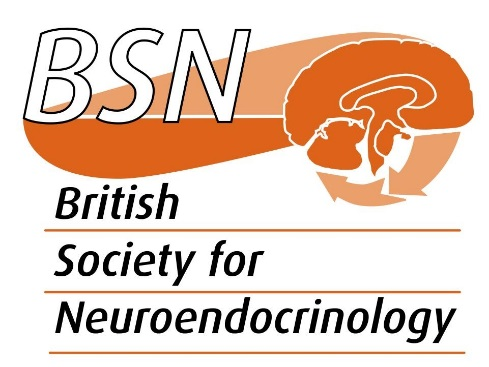 BSN
British
Society for
Neuroendocrinology